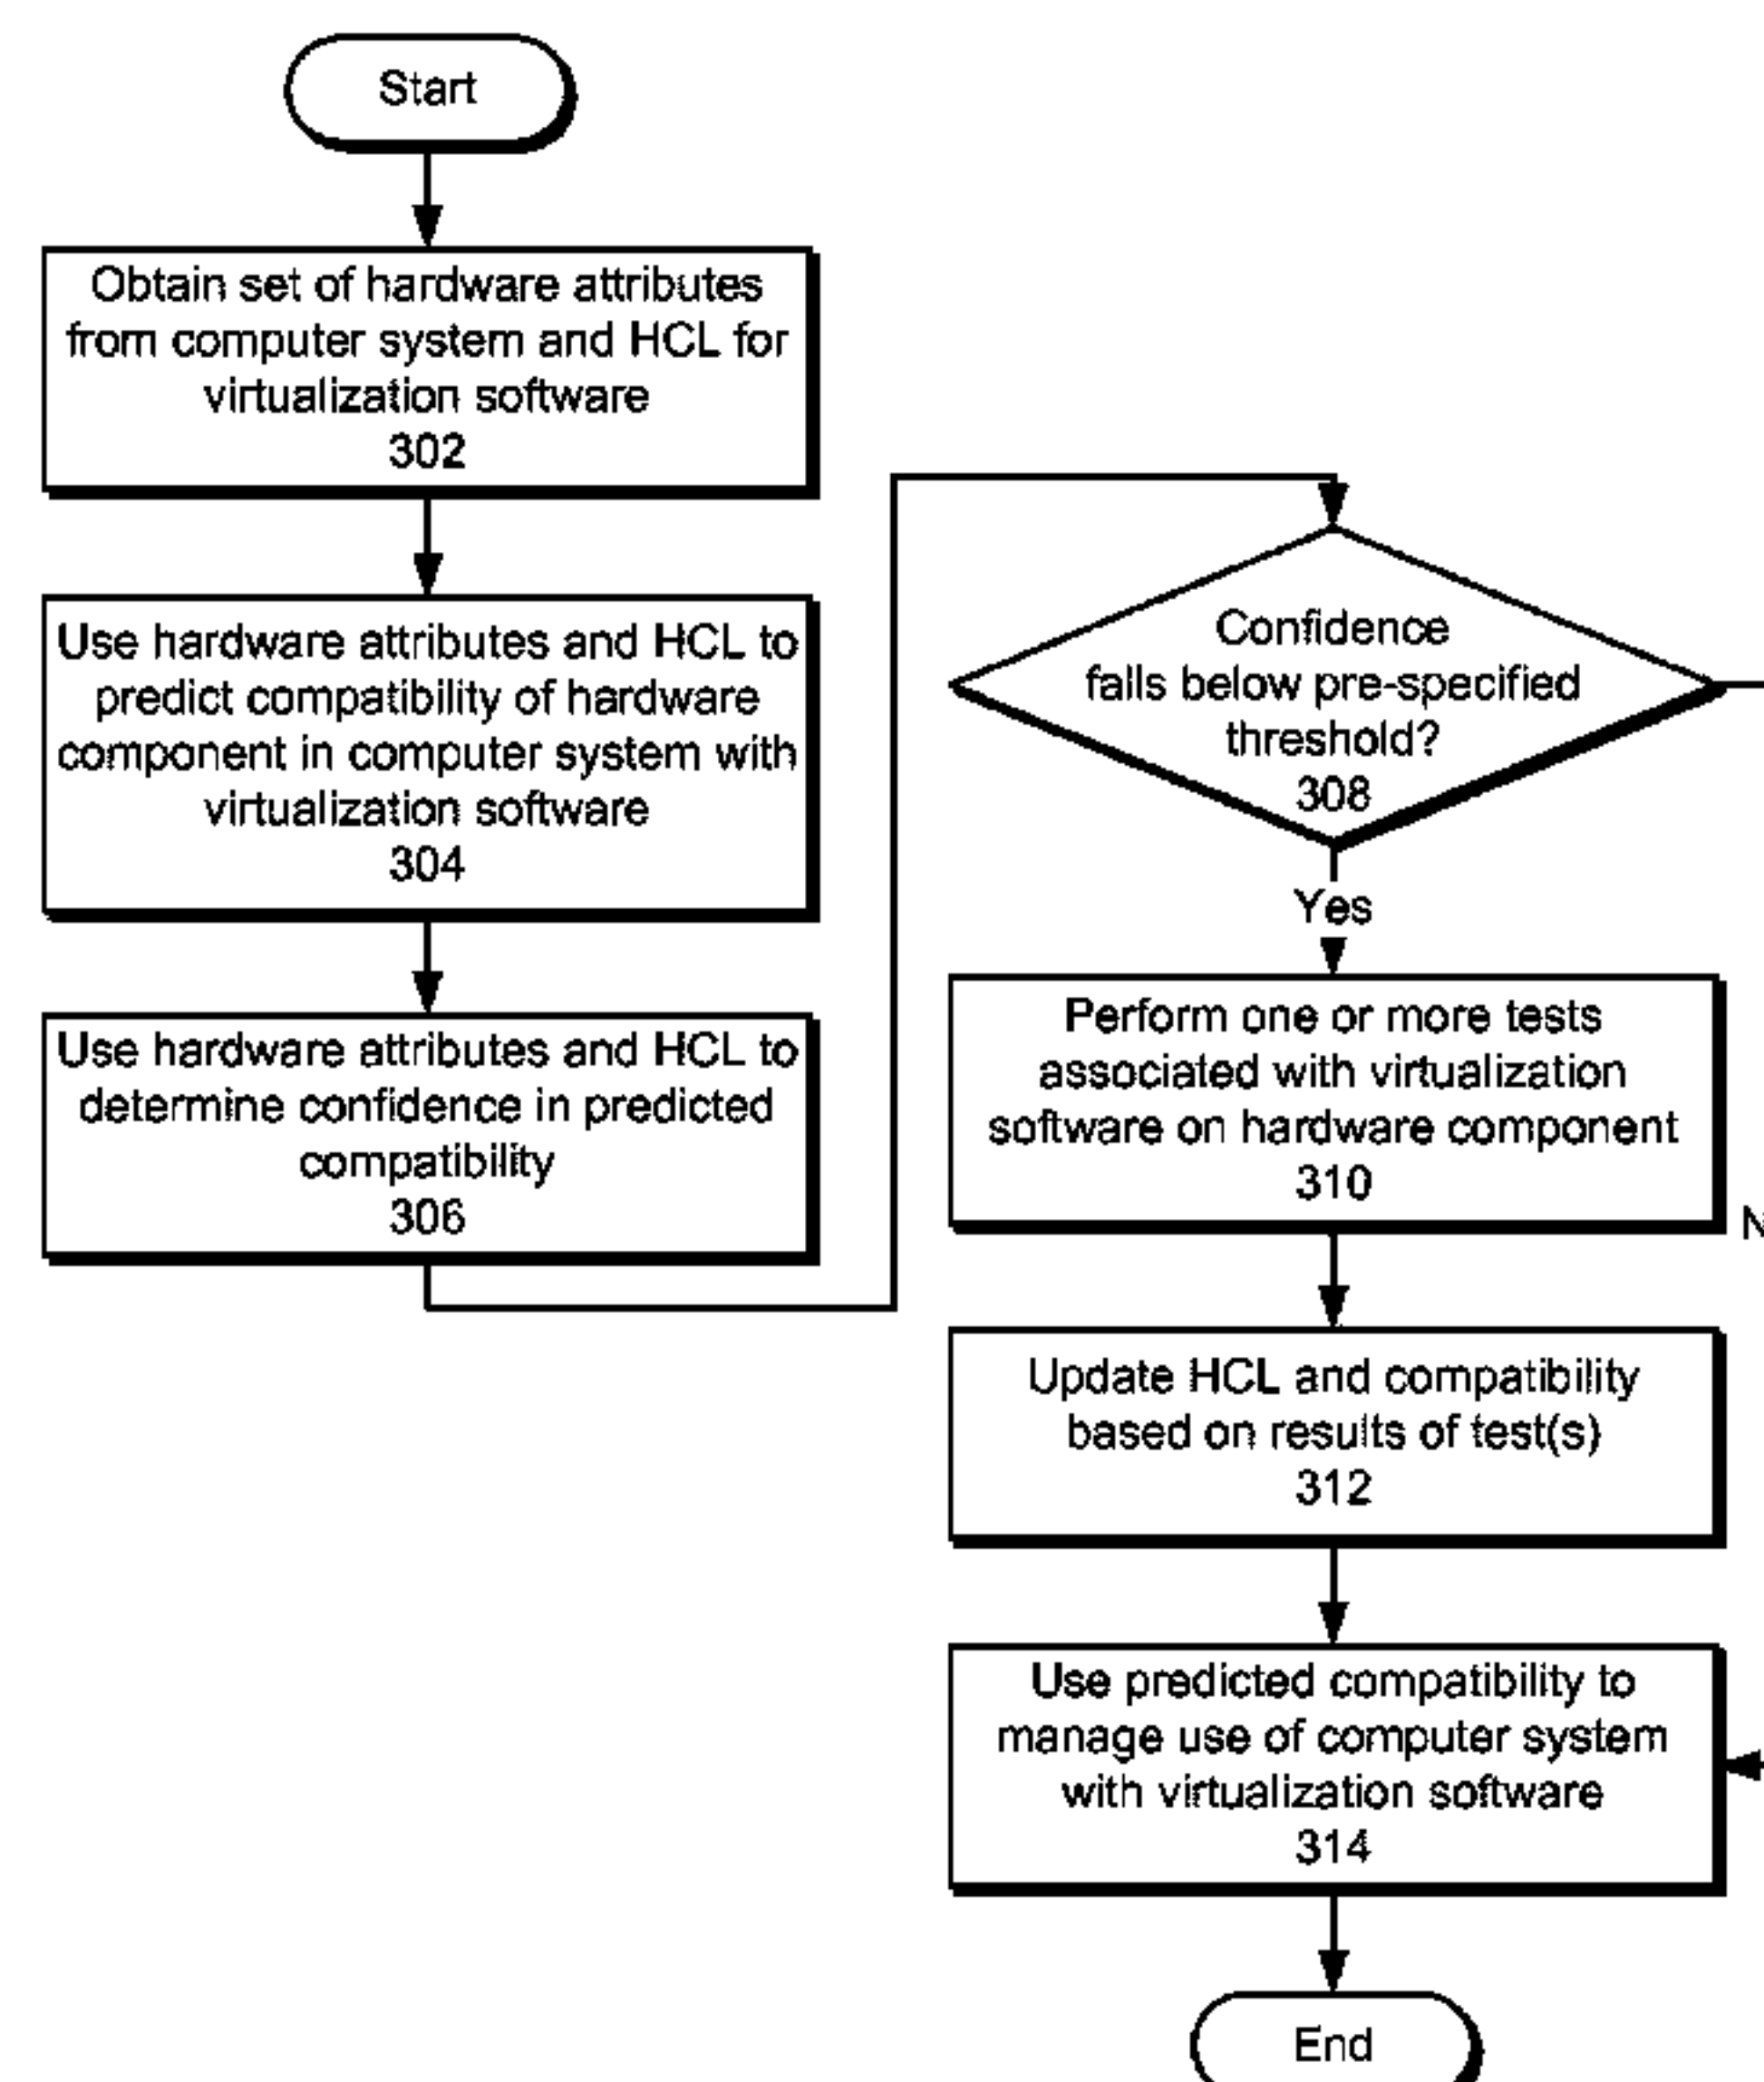 Start
Obtain set of hardware attributes
from computer system and HCL for
virtualization software
302
Use hardware attributes and HCL to
predict compatibility of hardware
component in computer system with
virtualization software
304
Use hardware attributes and HCL to
determine confidence in predicted
compatibility
306
Confidence
falls below pre-specified
threshold?
308
Yes
Perform one or more tests
associated with virtualization
software on hardware component
310
Update HCL and compatibility
based on results of test(s)
312
Use predicted compatibility to
manage use of computer system
with virtualization software
314
End